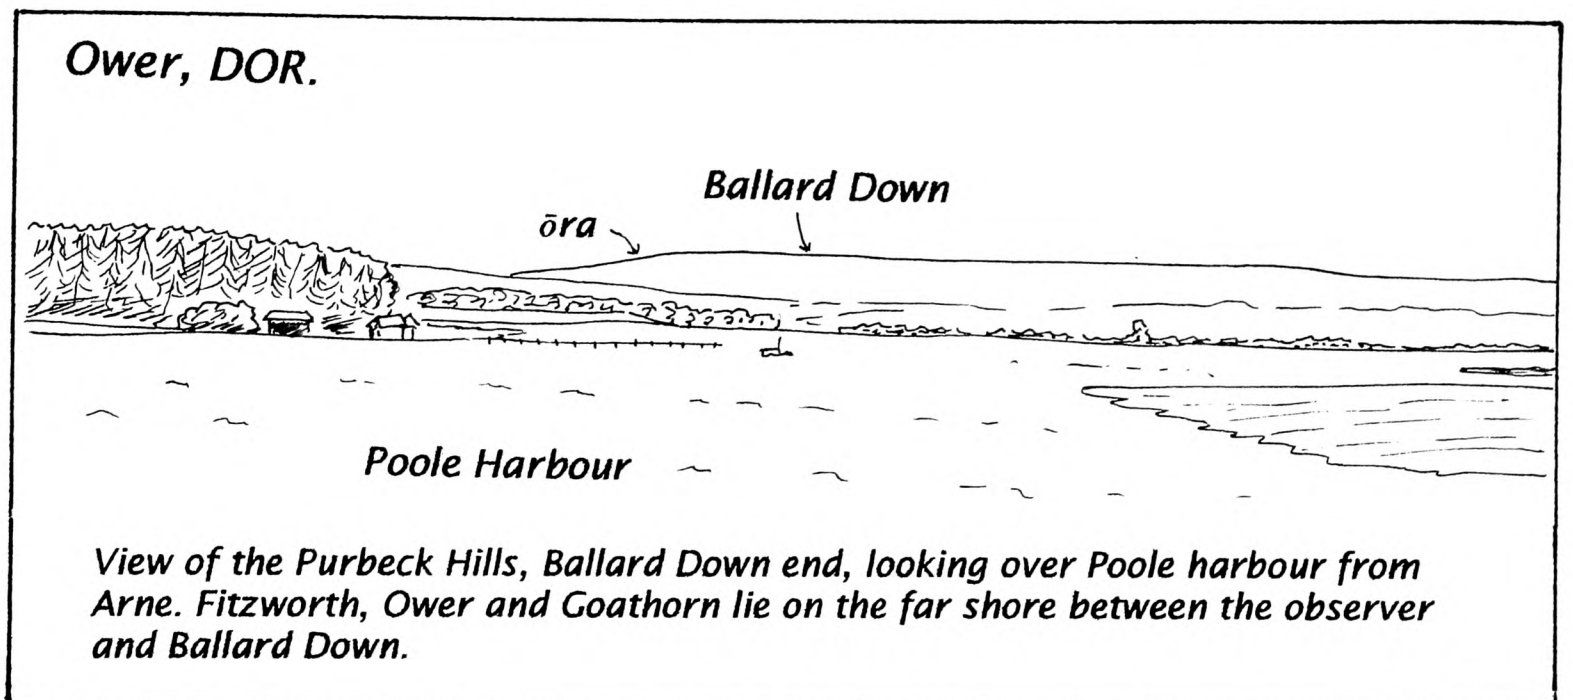 Ower, DOR.
Ballard Down
ōra
Poole Harbour
View of the Purbeck Hills, Ballard Down end, looking over Poole harbour from
Arne. Fitzworth, Ower and Goathorn lie on the far shore between the observer
and Ballard Down.